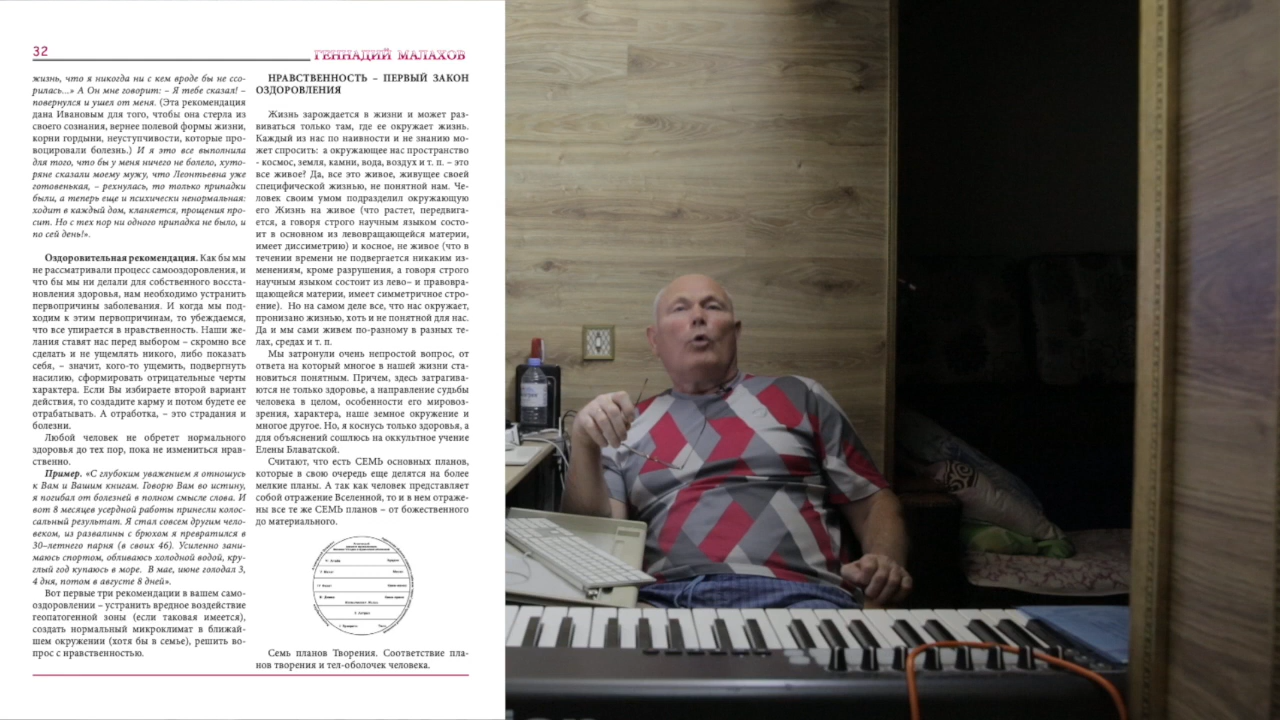 32
ГЕННАДИЙ МАЛАХОВ
жизнь, что я никогда ни с кем вроде бы не ссо-
рилась...» А Он мне говорит: – Я тебе сказал! –
повернулся и ушел от меня. (Эта рекомендация
дана Ивановым для того, чтобы она стерла из
своего сознания, вернее полевой формы жизни,
корни гордыни, неуступчивости, которые про-
воцировали болезнь.) И я это все выполнила
для того, что бы у меня ничего не болело, хуто-
ряне сказали моему мужу, что Леонтьевна уже
готовенькая, – рехнулась, то только припадки
были, а теперь еще и психически ненормальная:
ходит в каждый дом, кланяется, прощения про-
сит. Но с тех пор ни одного припадка не было, и
по сей день!».
Оздоровительная рекомендация. Как бы мы
не рассматривали процесс самооздоровления, и
что бы мы ни делали для собственного восста-
новления здоровья, нам необходимо устранить
первопричины заболевания. И когда мы под-
ходим к этим первопричинам, то убеждаемся,
что все упирается в нравственность. Наши же-
лания ставят нас перед выбором – скромно все
сделать и не ущемлять никого, либо показать
себя, – значит, кого-то ущемить, подвергнуть
насилию, сформировать отрицательные черты
характера. Если Вы избираете второй вариант
действия, то создадите карму и потом будете ее
отрабатывать. А отработка, – это страдания и
болезни.
Любой человек не обретет нормального
здоровья до тех пор, пока не измениться нрав-
ственно.
Пример. «С глубоким уважением я отношусь
к Вам и Вашим книгам. Говорю Вам во истину,
я погибал от болезней в полном смысле слова. И
вот 8 месяцев усердной работы принесли колос-
сальный результат. Я стал совсем другим чело-
веком, из развалины с брюхом я превратился в
30–летнего парня (в своих 46). Усиленно зани-
маюсь спортом, обливаюсь холодной водой, кру-
глый год купаюсь в море. В мае, июне голодал 3,
4 дня, потом в августе 8 дней».
Вот первые три рекомендации в вашем само-
оздоровлении – устранить вредное воздействие
геопатогенной зоны (если таковая имеется),
создать нормальный микроклимат в ближай-
шем окружении (хотя бы в семье), решить во-
прос с нравственностью.
НРАВСТВЕННОСТЬ – ПЕРВЫЙ ЗАКОН
ОЗДОРОВЛЕНИЯ
Жизнь зарождается в жизни и может раз-
виваться только там, где ее окружает жизнь.
Каждый из нас по наивности и не знанию мо-
жет спросить: а окружающее нас пространство
- космос, земля, камни, вода, воздух и т. п. – это
все живое? Да, все это живое, живущей своей
специфической жизнью, не понятной нам. Че-
ловек своим умом подразделил окружающую
его Жизнь на живое (что растет, передвига-
ется, а говоря строго научным языком состо-
ит в основном из левовращающейся материи,
имеет диссиметрию) и косное, не живое (что в
течении времени не подвергается никаким из-
менениям, кроме разрушения, а говоря строго
научным языком состоит из лево– и правовра-
щающейся материи, имеет симметричное стро-
ение). Но на самом деле все, что нас окружает,
пронизано жизнью, хоть и не понятной для нас.
Да и мы сами живем по-разному в разных те-
лах, средах и т. п.
Мы затронули очень непростой вопрос, от
ответа на который многое в нашей жизни ста-
новиться понятным. Причем, здесь затрагива-
ются не только здоровье, а направление судьбы
человека в целом, особенности его мировоз-
зрения, характера, наше земное окружение и
многое другое. Но, я коснусь только здоровья, а
для объяснений сошлюсь на оккультное учение
Елены Блаватской.
Считают, что есть СЕМЬ основных планов,
которые в свою очередь еще делятся на более
мелкие планы. А так как человек представляет
собой отражение Вселенной, то и в нем отраже-
ны все те же СЕМЬ планов – от божественного
до материального.
Семь планов Творения. Соответствие пла-
нов творения и тел-оболочек человека.